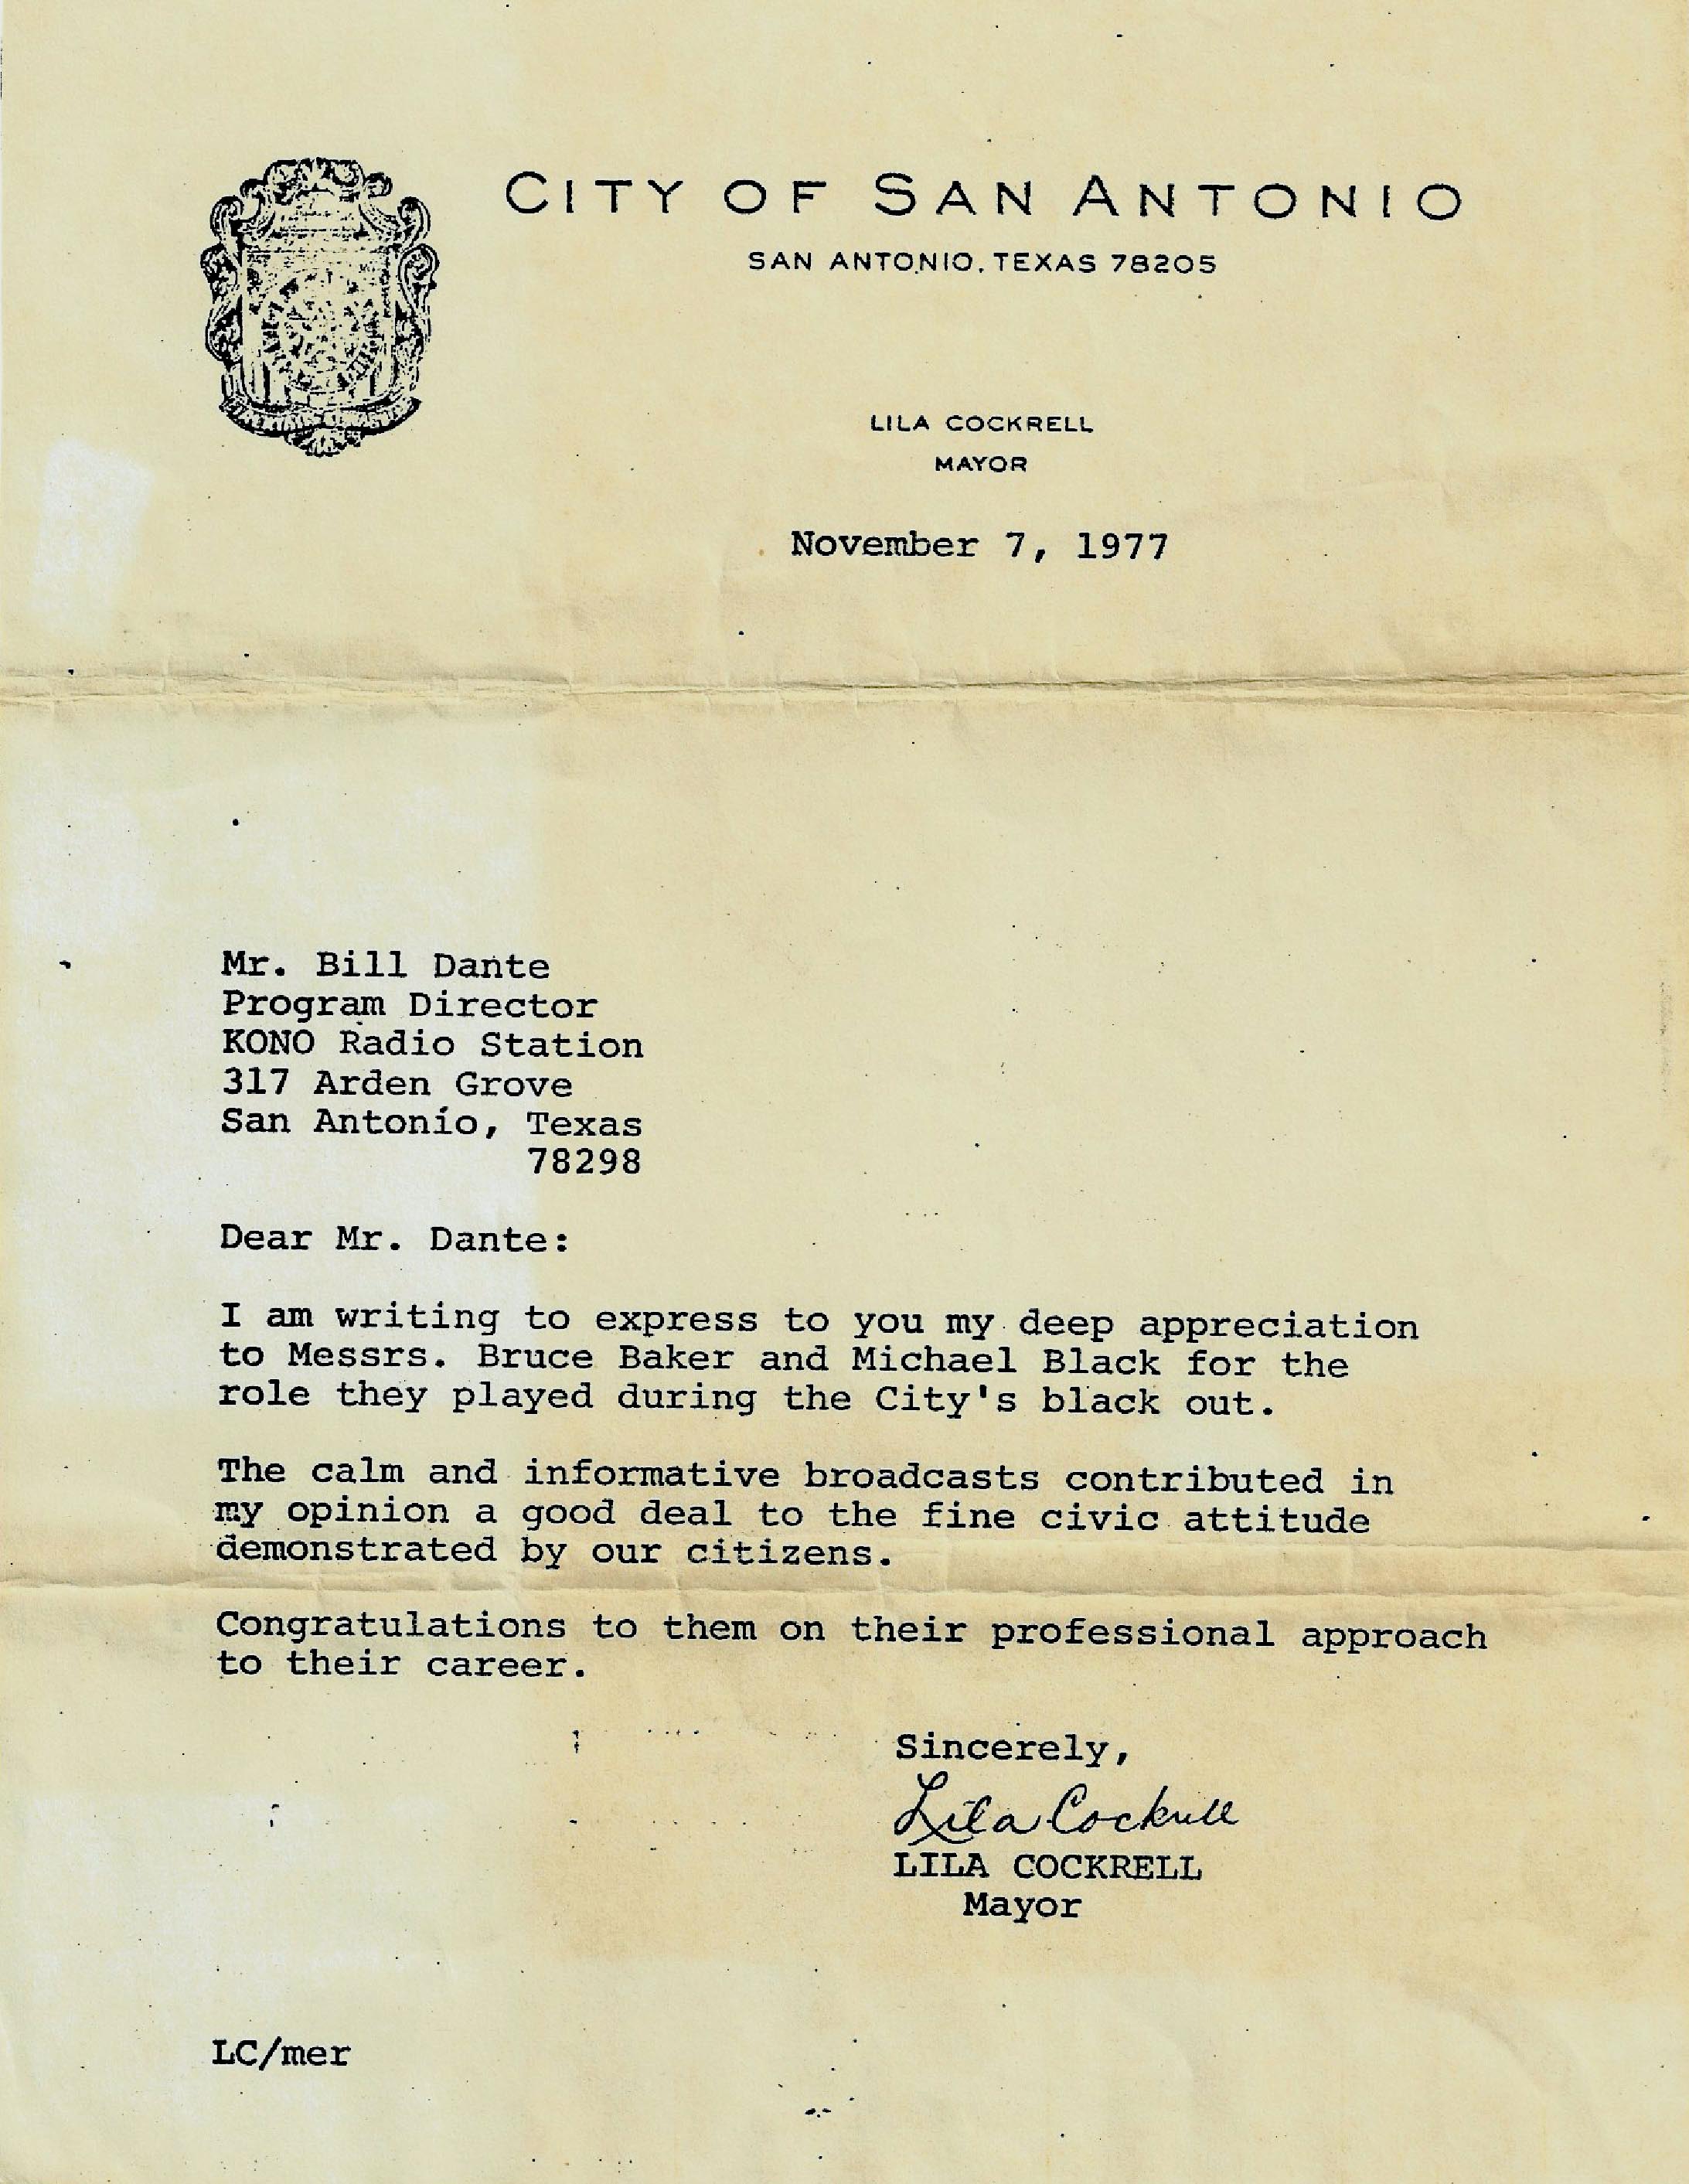 CITY OF SAN ANTONIO
SAN ANTONIO, TEXAS 78205
LILA COCKRELL
MAYOR
November 7, 1977
Mr. Bill Dante
Program Director
KONO Radio Station
317 Arden Grove
San Antonio, Texas
78298
Dear Mr. Dante:
I am writing to express to you my deep appreciation
to Messrs. Bruce Baker and Michael Black for the
role they played during the City's black out.
The calm and informative broadcasts contributed in
my opinion a good deal to the fine civic attitude
demonstrated by our citizens.
Congratulations to them on their professional approach
to their career.
Sincerely,
Lila Cockrell
LILA COCKRELL
Mayor
LC/mer